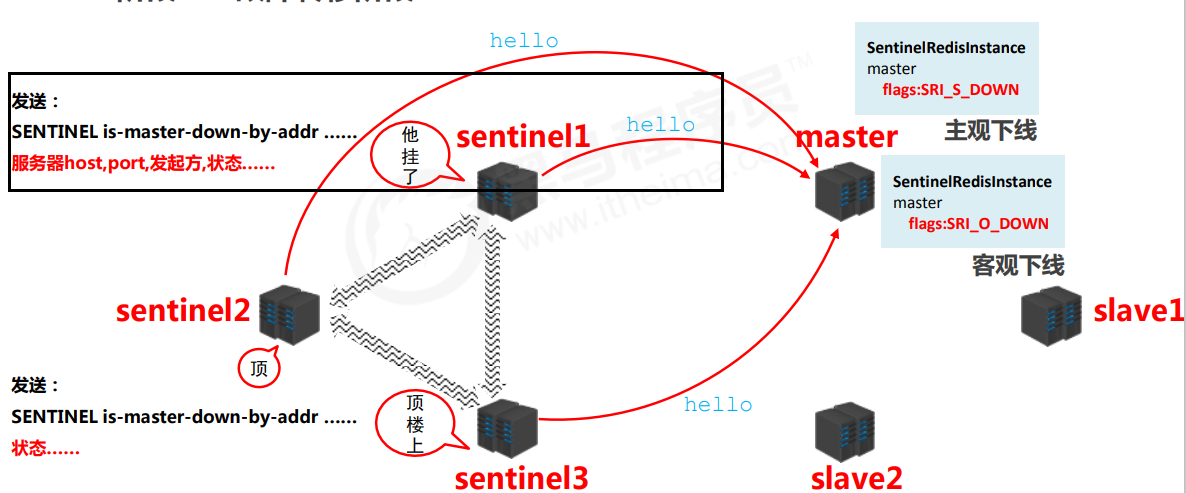 hello
SentinelRedisInstance
master
flags:SRI_S_DOWN
主观下线
发送：
SENTINEL is-master-down-by-addr ......
服务器host,port,发起方,状态......
他
挂
了
sentinel1
hello
master
SentinelRedisInstance
master
flags:SRI_O_DOWN
客观下线
www.itheima.com
sentinel2
slave1
顶
发送：
SENTINEL is-master-down-by-addr ......
状态......
顶
楼
上
hello
sentinel3
slave2